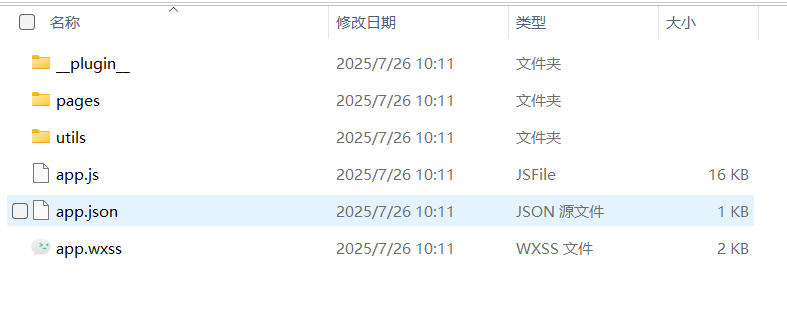 名称 修改日期 类型 大小
__plugin__ 2025/7/26 10:11 文件夹
pages 2025/7/26 10:11 文件夹
utils 2025/7/26 10:11 文件夹
app.js 2025/7/26 10:11 JSFile 16 KB
app.json 2025/7/26 10:11 JSON 源文件 1 KB
app.wxss 2025/7/26 10:11 WXSS 文件 2 KB